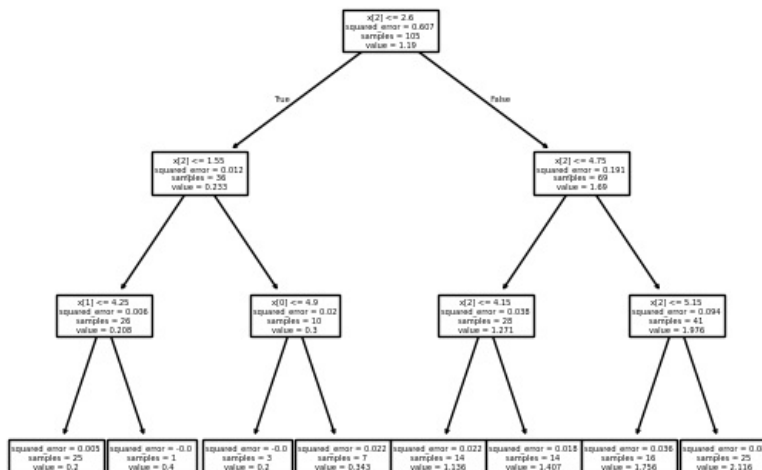 x[2] <= 2.6
squared_error = 0.607
samples = 105
value = 1.19
True
False
x[2] <= 1.55
squared_error = 0.012
samples = 36
value = 0.233
x[2] <= 4.75
squared_error = 0.191
samples = 69
value = 1.69
x[1] <= 4.25
squared_error = 0.006
samples = 26
value = 0.208
x[0] <= 4.9
squared_error = 0.02
samples = 10
value = 0.3
x[2] <= 4.15
squared_error = 0.038
samples = 28
value = 1.271
x[2] <= 5.15
squared_error = 0.094
samples = 41
value = 1.976
squared_error = 0.005
samples = 25
value = 0.2
squared_error = -0.0
samples = 1
value = 0.4
squared_error = -0.0
samples = 3
value = 0.2
squared_error = 0.022
samples = 7
value = 0.343
squared_error = 0.022
samples = 14
value = 1.136
squared_error = 0.018
samples = 14
value = 1.407
squared_error = 0.036
samples = 16
value = 1.756
squared_error =
samples = 25
value = 2.116